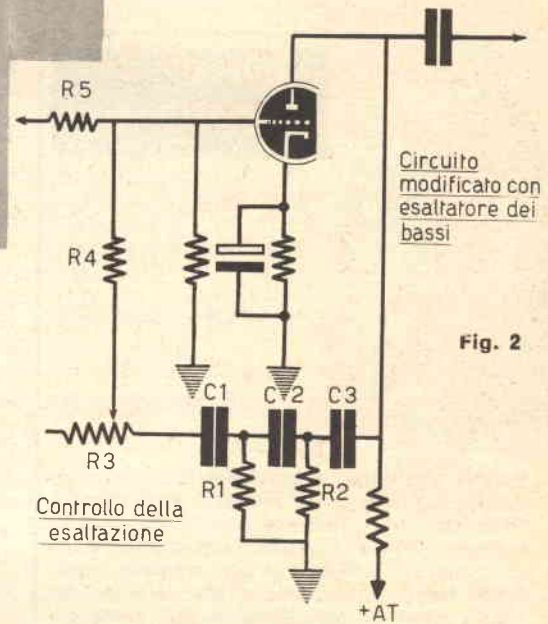 R5
Circuito
modificato con
esaltatore dei
bassi
R4
Fig. 2
C1
C2
C3
R3
R1
R2
Controllo della
esaltazione
+AT